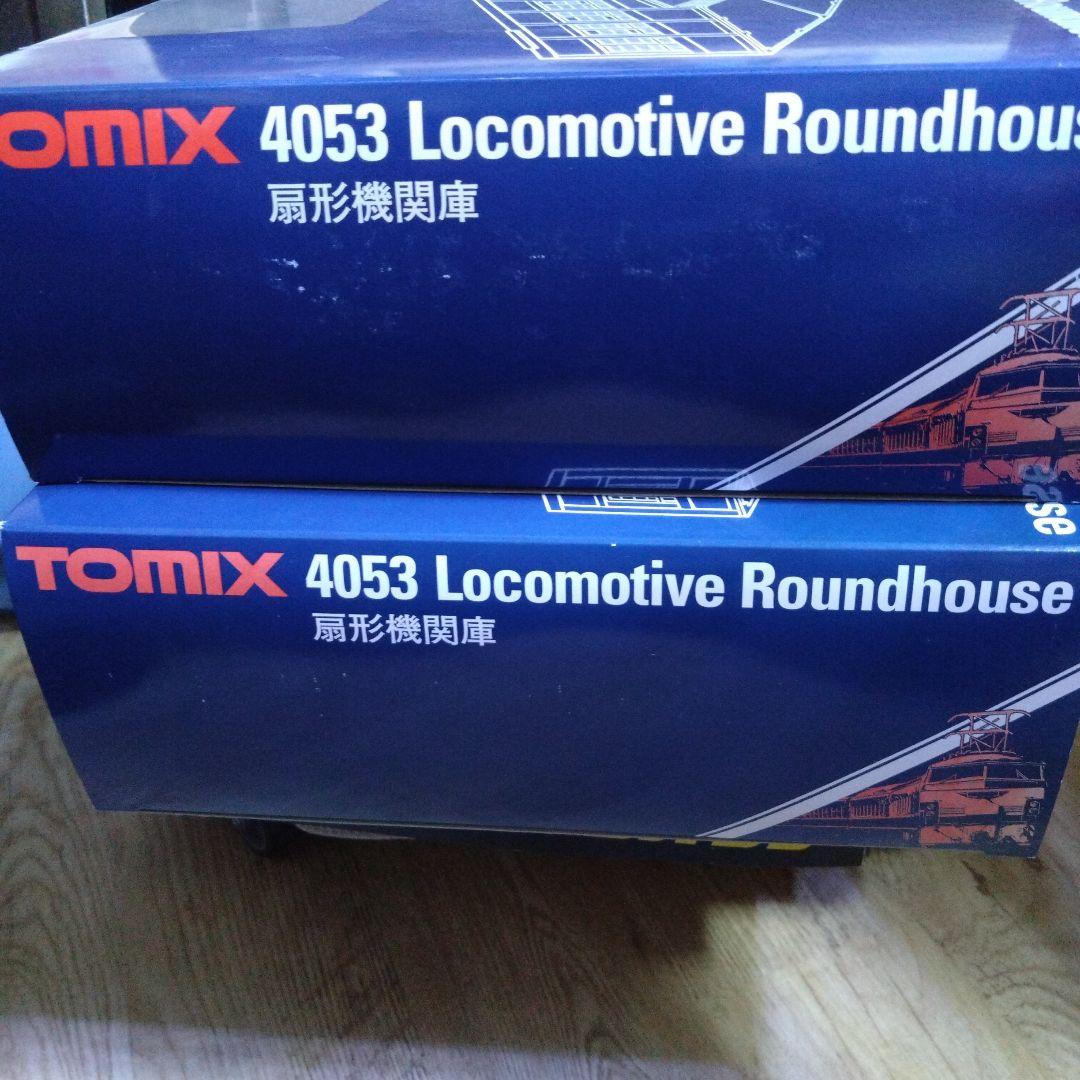 TOMIX 4053 Locomotive Roundhous
扇形機関庫
TOMIX 4053 Locomotive Roundhouse
扇形機関庫